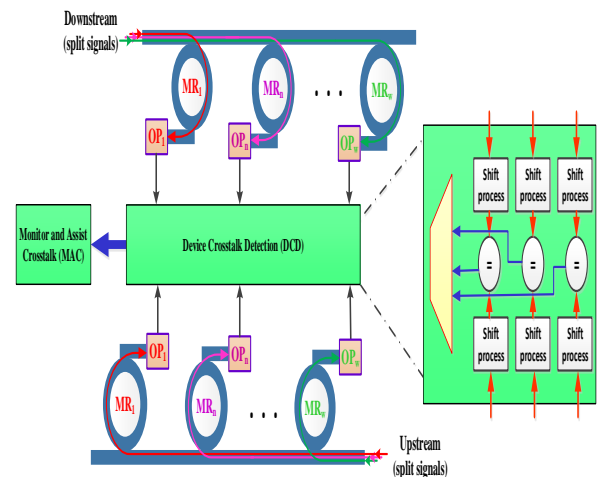 Downstream
(split signals)
MR1
MRn
. . .
MRw
OP1
OPn
OPw
Monitor and Assist
Crosstalk (MAC)
Device Crosstalk Detection (DCD)
Shift
process
Shift
process
Shift
process
=
=
=
Shift
process
Shift
process
Shift
process
OP1
OPn
OPw
MR1
MRn
. . .
MRw
Upstream
(split signals)